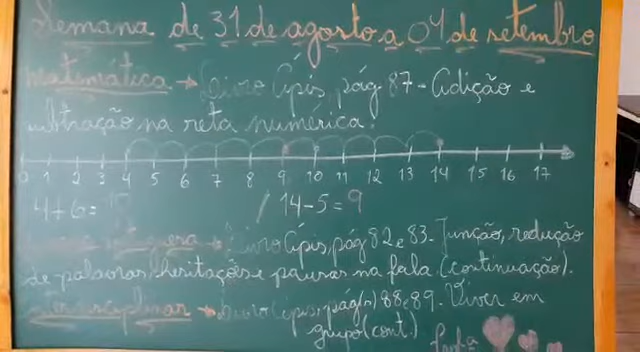 Semana de 31 de agosto a 04 de setembro
Matemática → Livro Ápis, pág 87 - Adição e
subtração na reta numérica.
0 1 2 3 4 5 6 7 8 9 10 11 12 13 14 15 16 17
4+6= / 14-5=9
→ Livro Ápis, pág 82 e 83. Junção, redução
de palavras, hesitações e pausas na fala (continuação).
Interdisciplinar → Livro Ápis, pág(s) 88, 89. Viver em
grupo (cont.)